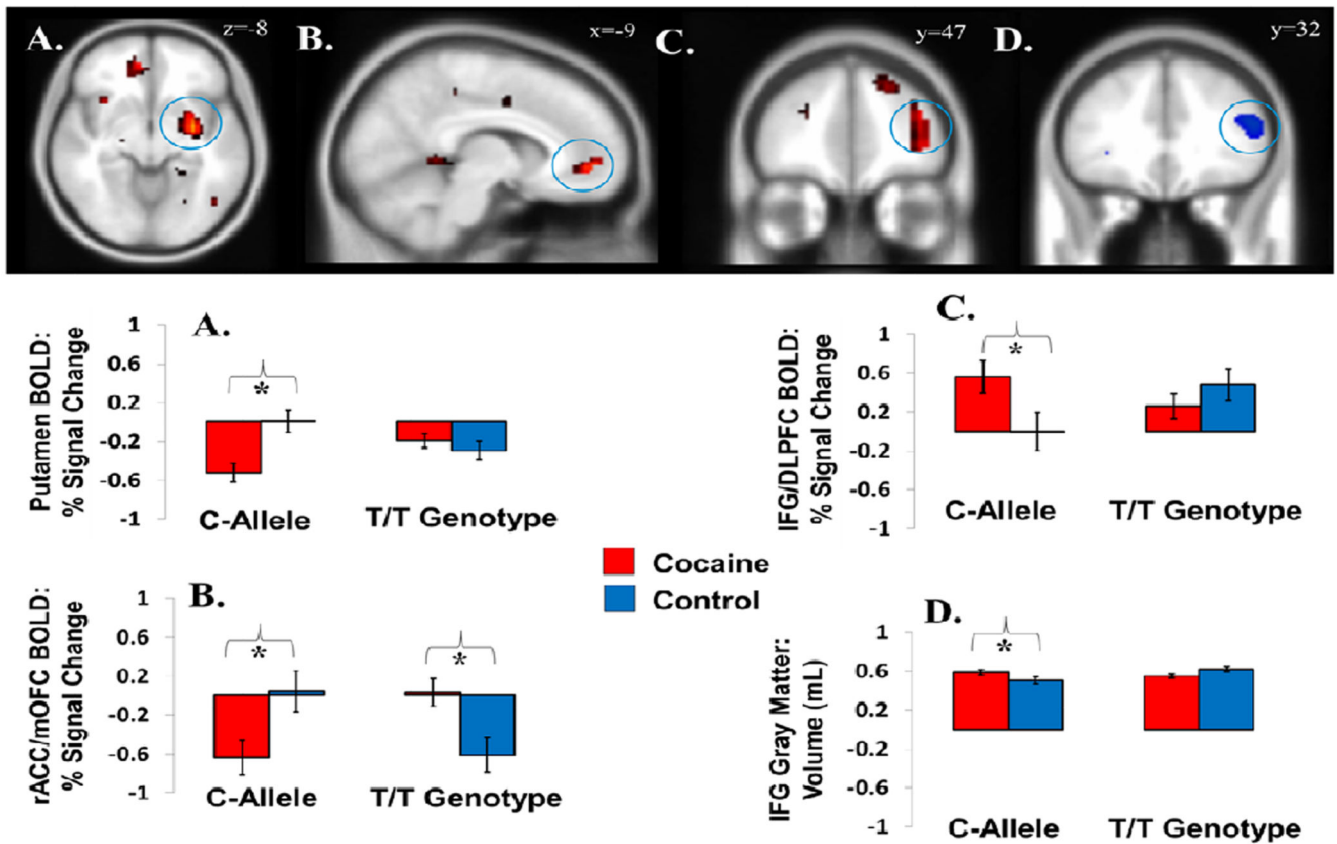 A.
z=-8
B.
x=-9
C.
y=47
D.
y=32
A.
Putamen BOLD:
% Signal Change
1
0.6
0.2
-0.2
-0.6
-1
*
C-Allele
T/T Genotype
C.
IFG/DLPFC BOLD:
% Signal Change
1
0.6
0.2
-0.2
-0.6
-1
*
C-Allele
T/T Genotype
Cocaine
Control
B.
rACC/mOFC BOLD:
% Signal Change
1
0.6
0.2
-0.2
-0.6
-1
*
*
C-Allele
T/T Genotype
D.
IFG Gray Matter:
Volume (mL)
1
0.6
0.2
-0.2
-0.6
-1
*
C-Allele
T/T Genotype